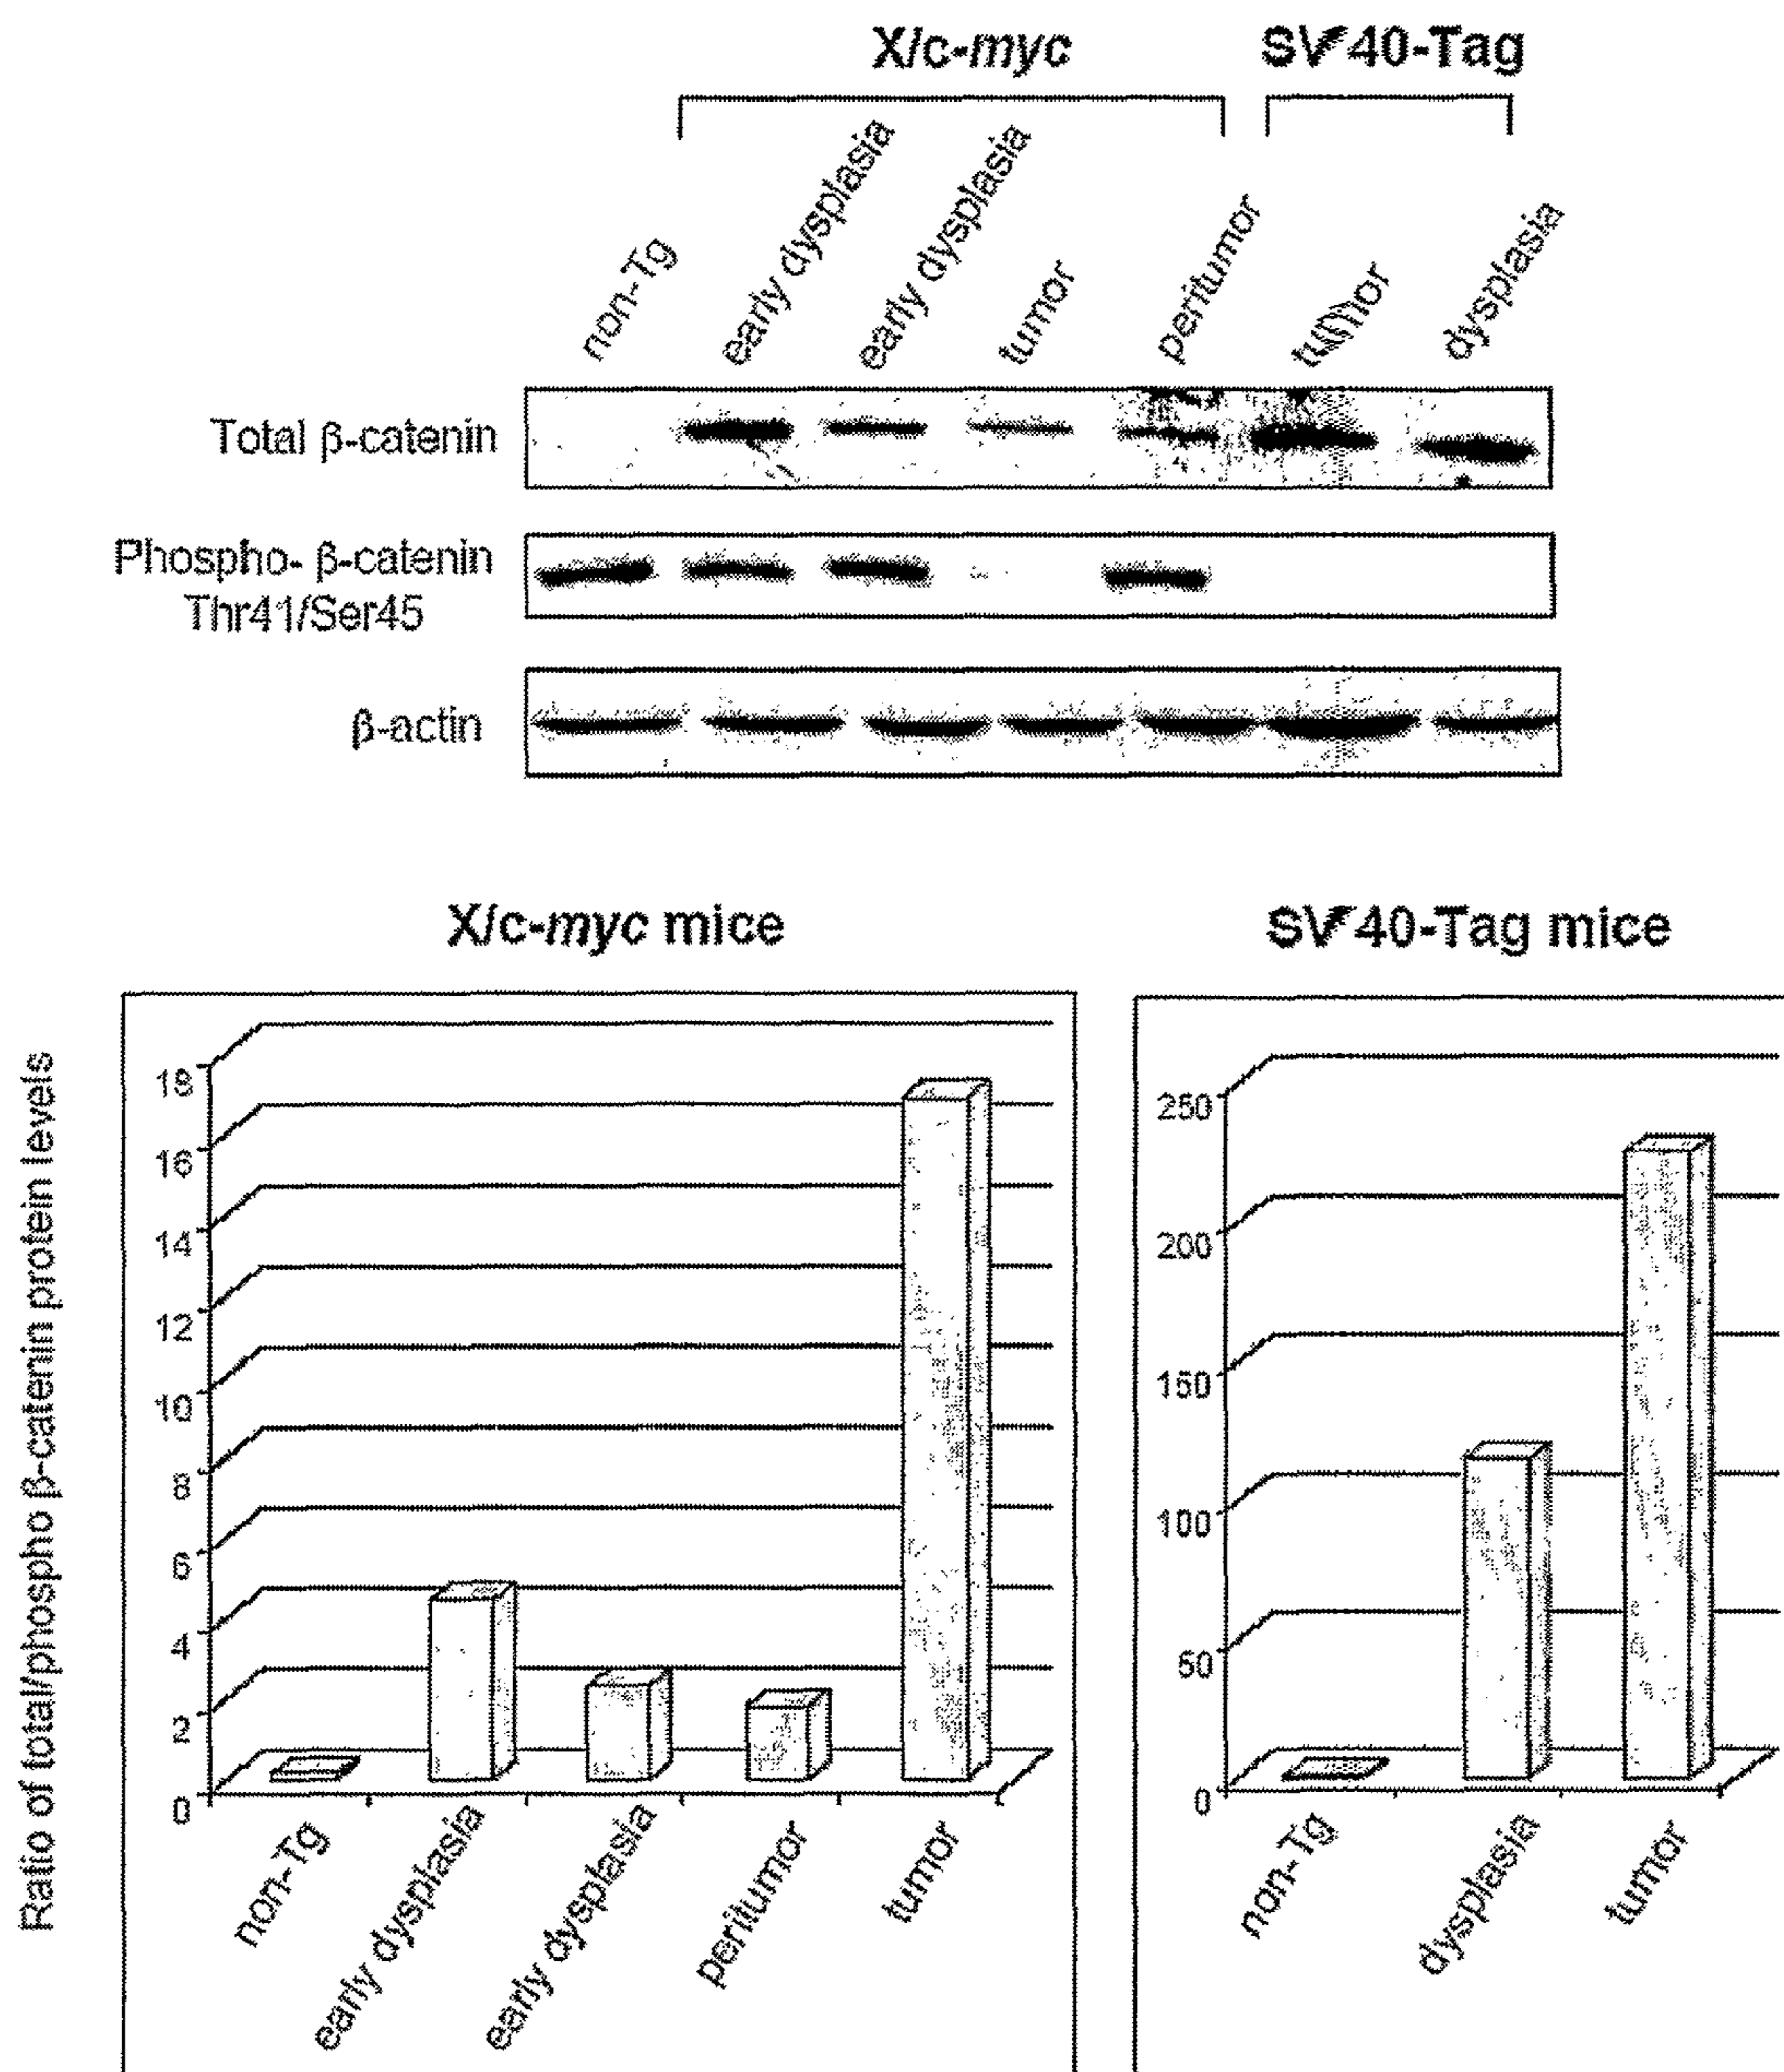 X/c-myc
SV40-Tag
non-Tg
early dysplasia
early dysplasia
tumor
peritumor
tumor
dysplasia
Total β-catenin
Phospho- β-catenin
Thr41/Ser45
β-actin
X/c-myc mice
SV40-Tag mice
Ratio of total/phospho β-catenin protein levels
18
16
14
12
10
8
6
4
2
0
non-Tg
early dysplasia
early dysplasia
peritumor
tumor
250
200
150
100
50
0
non-Tg
dysplasia
tumor